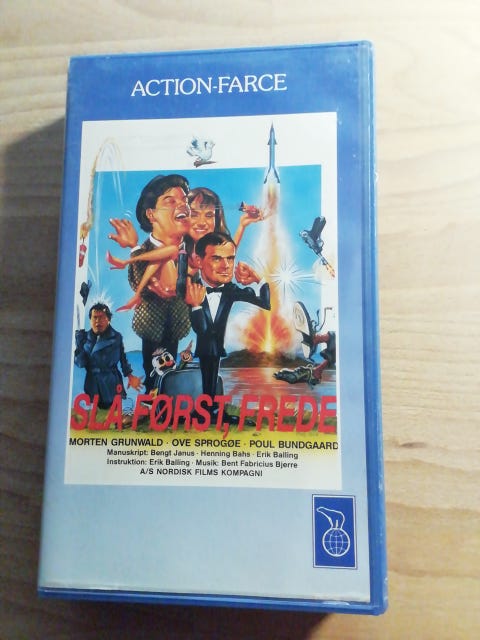 ACTION-FARCE
SLÅ FØRST, FREDE
MORTEN GRUNWALD · OVE SPROGØE · POUL BUNDGAARD
Manuskript: Bengt Janus · Henning Bahs · Erik Balling
Instruktion: Erik Balling · Musik: Bent Fabricius Bjerre
A/S NORDISK FILMS KOMPAGNI